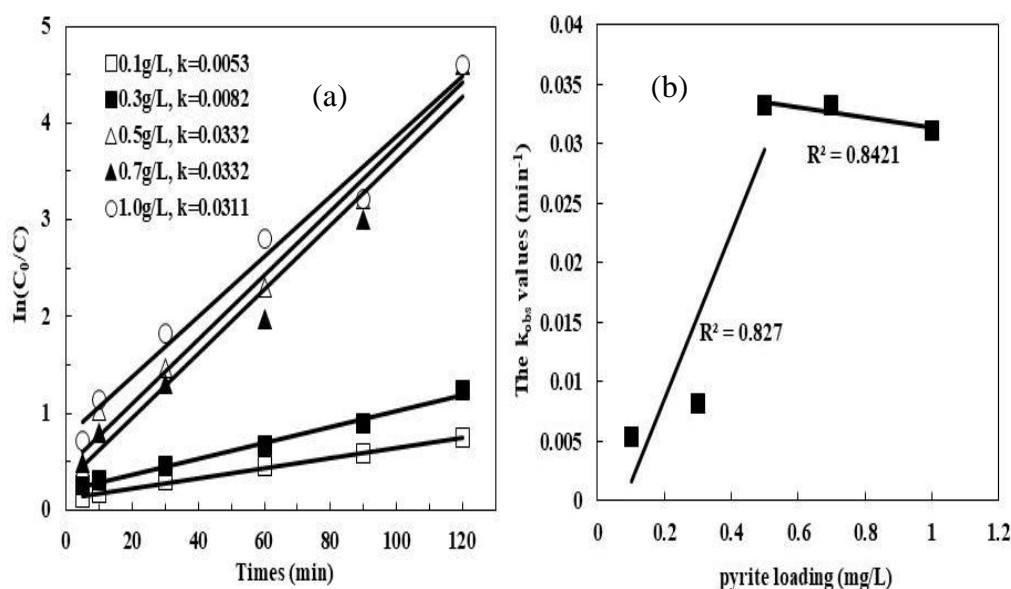 5
4
3
2
1
0
ln(C₀/C)
0.1g/L, k=0.0053
0.3g/L, k=0.0082
0.5g/L, k=0.0332
0.7g/L, k=0.0332
1.0g/L, k=0.0311
(a)
0 20 40 60 80 100 120
Times (min)
0.04
0.035
0.03
0.025
0.02
0.015
0.01
0.005
0
The kobs values (min⁻¹)
(b)
R² = 0.8421
R² = 0.827
0 0.2 0.4 0.6 0.8 1 1.2
pyrite loading (mg/L)